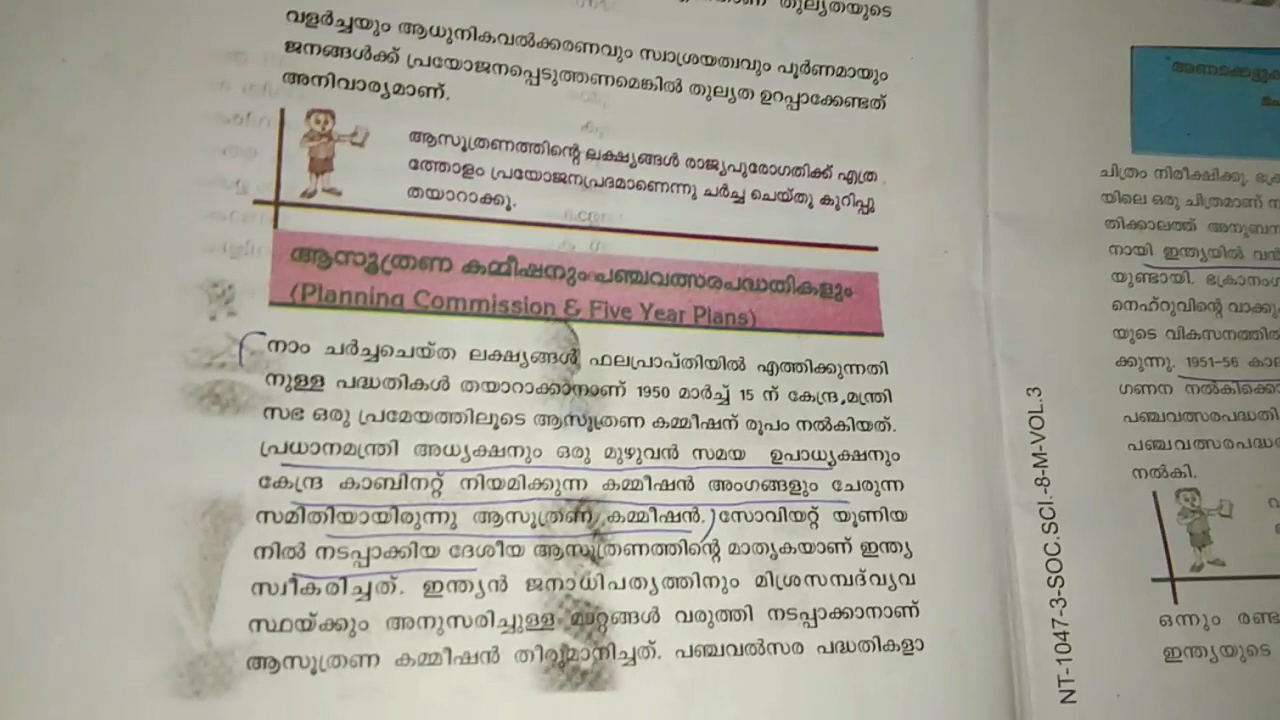 തുല്യതയുടെ
വളർച്ചയും ആധുനികവൽക്കരണവും സ്വാശ്രയത്വവും പൂർണമായും
ജനങ്ങൾക്ക് പ്രയോജനപ്പെടുത്തണമെങ്കിൽ തുല്യത ഉറപ്പാക്കേണ്ടത്
അനിവാര്യമാണ്.
ആസൂത്രണത്തിന്റെ ലക്ഷ്യങ്ങൾ രാജ്യപുരോഗതിക്ക് എത്ര
ത്തോളം പ്രയോജനപ്രദമാണെന്നു ചർച്ച ചെയ്തു കുറിപ്പു
തയാറാക്കൂ.
ആസൂത്രണ കമ്മീഷനും പഞ്ചവത്സരപദ്ധതികളും
(Planning Commission & Five Year Plans)
നാം ചർച്ചചെയ്ത ലക്ഷ്യങ്ങൾ ഫലപ്രാപ്തിയിൽ എത്തിക്കുന്നതി
നുള്ള പദ്ധതികൾ തയാറാക്കാനാണ് 1950 മാർച്ച് 15 ന് കേന്ദ്ര മന്ത്രി
സഭ ഒരു പ്രമേയത്തിലൂടെ ആസൂത്രണ കമ്മീഷന് രൂപം നൽകിയത്.
പ്രധാനമന്ത്രി അധ്യക്ഷനും ഒരു മുഴുവൻ സമയ ഉപാധ്യക്ഷനും
കേന്ദ്ര കാബിനറ്റ് നിയമിക്കുന്ന കമ്മീഷൻ അംഗങ്ങളും ചേരുന്ന
സമിതിയായിരുന്നു ആസൂത്രണ കമ്മീഷൻ. സോവിയറ്റ് യൂണിയ
നിൽ നടപ്പാക്കിയ ദേശീയ ആസൂത്രണത്തിന്റെ മാതൃകയാണ് ഇന്ത്യ
സ്വീകരിച്ചത്. ഇന്ത്യൻ ജനാധിപത്യത്തിനും മിശ്രസമ്പദ്‌വ്യവ
സ്ഥയ്ക്കും അനുസരിച്ചുള്ള മാറ്റങ്ങൾ വരുത്തി നടപ്പാക്കാനാണ്
ആസൂത്രണ കമ്മീഷൻ തീരുമാനിച്ചത്. പഞ്ചവൽസര പദ്ധതികളാ
NT-1047-3-SOC.SCI.-8-M-VOL.3
ചിത്രം നിരീക്ഷിക്കൂ.
യിലെ ഒരു ചിത്രമാണ്
തിക്കാലത്ത്
നായി ഇന്ത്യയിൽ
യുണ്ടായി.
നെഹ്റുവിന്റെ
യുടെ വികസനത്തിൽ
ക്കുന്നു. 1951-56
ഗണന
പഞ്ചവത്സരപദ്ധതി
നൽകി.
ഒന്നും
ഇന്ത്യയുടെ